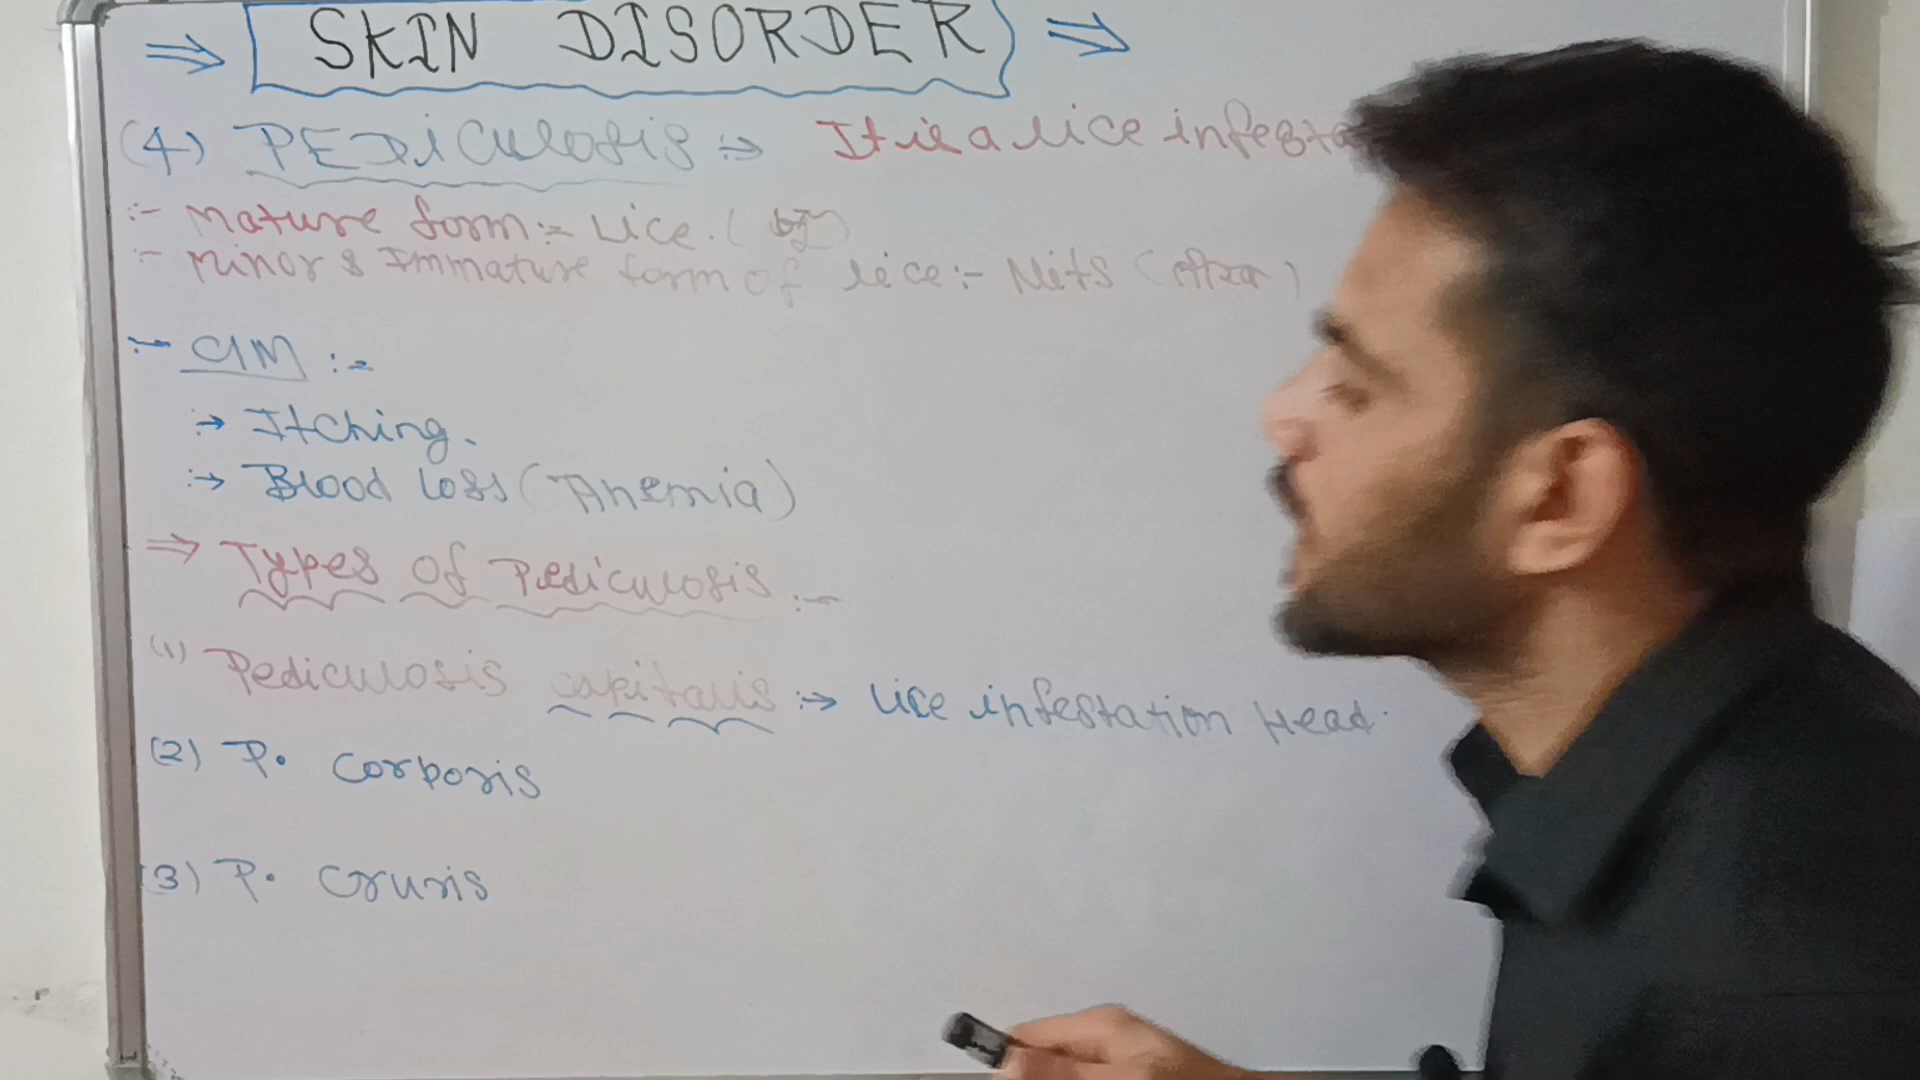 ⇒ SKIN DISORDER ⇒
(4) PEDiCulosis :→ It is a lice infesta
:- Mature form :- Lice. (
:- Minor & Immature form of lice :- Nits (
:- C/M :-
:→ Itching.
:→ Blood loss (Anemia)
⇒ Types of Pediculosis :-
(1) Pediculosis capitalis :→ lice infestation Head.
(2) P. corporis
(3) P. cruris